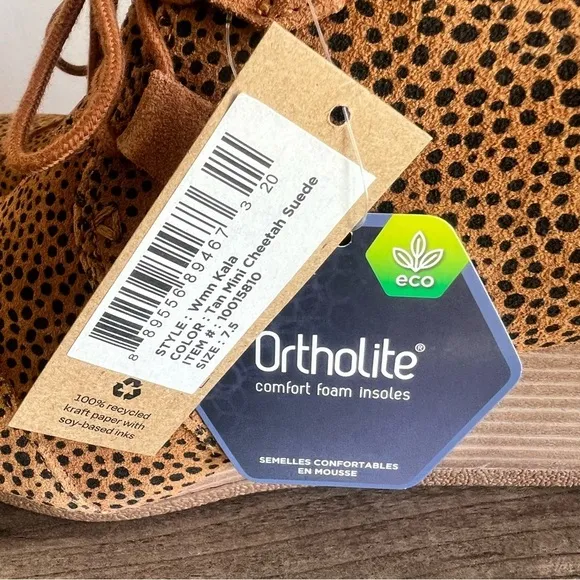 8 89556 89467 3 20
STYLE : Wmn Kala
COLOR : Tan Mini Cheetah Suede
ITEM # : 10015810
SIZE : 7.5
100% recycled
kraft paper with
soy-based inks
eco
Ortholite®
comfort foam insoles
SEMELLES CONFORTABLES
EN MOUSSE